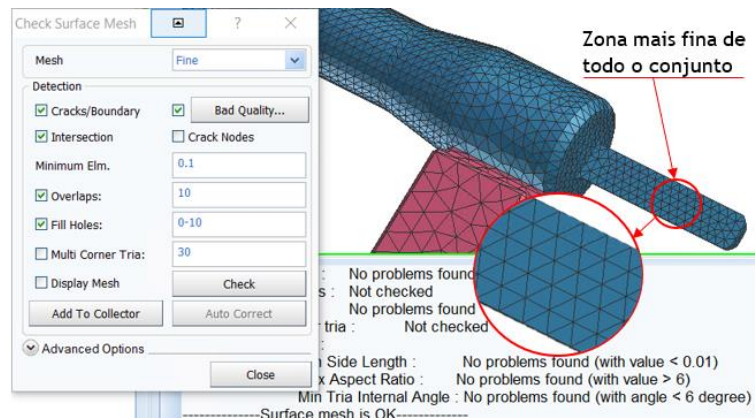 Check Surface Mesh
?
Mesh
Fine
Detection
Cracks/Boundary
Bad Quality...
Intersection
Crack Nodes
Minimum Elm.
0.1
Overlaps:
10
Fill Holes:
0-10
Multi Corner Tria:
30
Display Mesh
Check
Add To Collector
Auto Correct
Advanced Options
Close
Zona mais fina de
todo o conjunto
: No problems found
s : Not checked
No problems found
tria : Not checked
:
Side Length : No problems found (with value < 0.01)
x Aspect Ratio : No problems found (with value > 6)
Min Tria Internal Angle : No problems found (with angle < 6 degree)
-------------Surface mesh is OK-------------